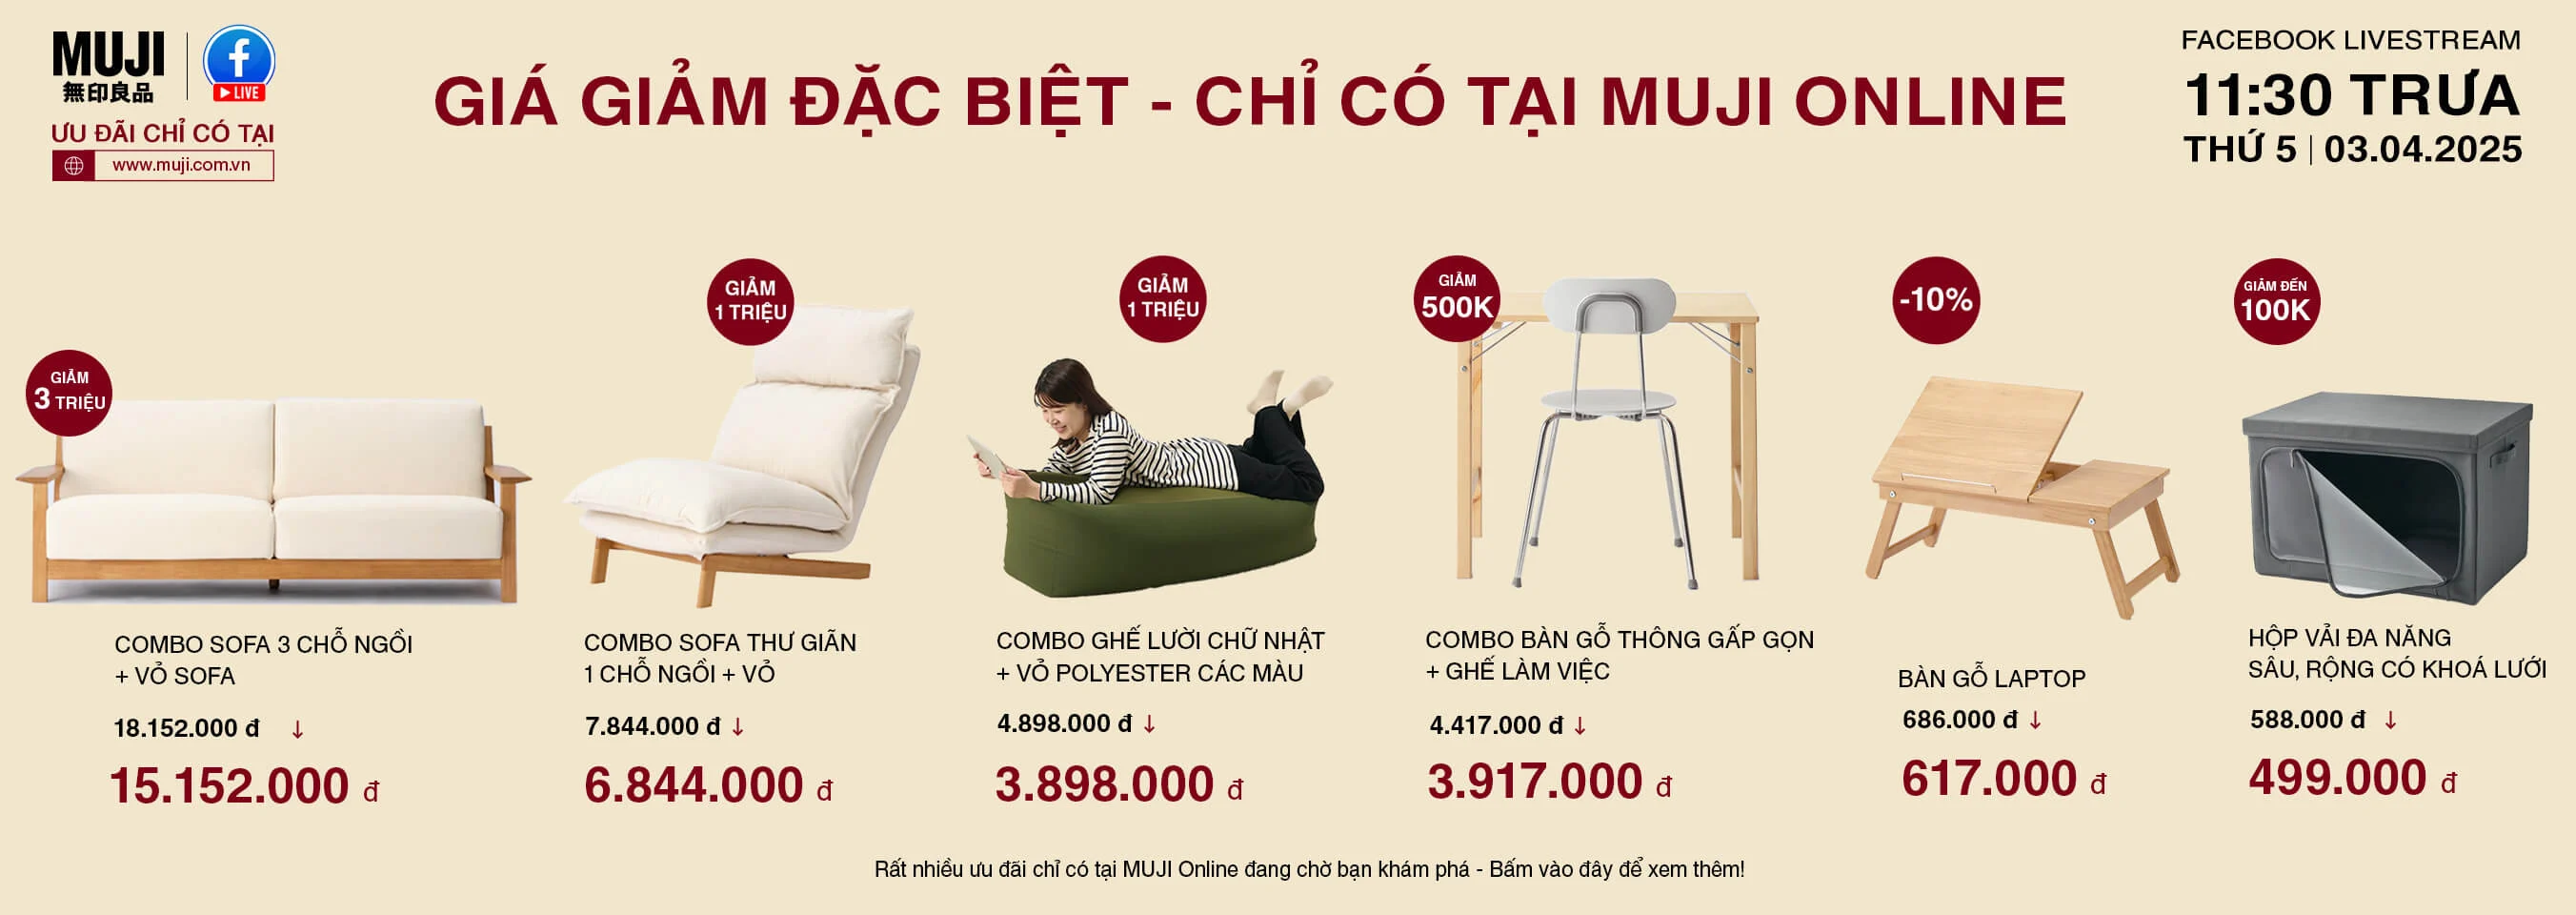 MUJI
無印良品
LIVE
ƯU ĐÃI CHỈ CÓ TẠI
www.muji.com.vn
GIÁ GIẢM ĐẶC BIỆT - CHỈ CÓ TẠI MUJI ONLINE
FACEBOOK LIVESTREAM
11:30 TRƯA
THỨ 5 | 03.04.2025
GIẢM
3 TRIỆU
COMBO SOFA 3 CHỖ NGỒI
+ VỎ SOFA
18.152.000 đ ↓
15.152.000 đ
GIẢM
1 TRIỆU
COMBO SOFA THƯ GIÃN
1 CHỖ NGỒI + VỎ
7.844.000 đ ↓
6.844.000 đ
GIẢM
1 TRIỆU
COMBO GHẾ LƯỜI CHỮ NHẬT
+ VỎ POLYESTER CÁC MÀU
4.898.000 đ ↓
3.898.000 đ
GIẢM
500K
COMBO BÀN GỖ THÔNG GẤP GỌN
+ GHẾ LÀM VIỆC
4.417.000 đ ↓
3.917.000 đ
-10%
BÀN GỖ LAPTOP
686.000 đ ↓
617.000 đ
GIẢM ĐẾN
100K
HỘP VẢI ĐA NĂNG
SÂU, RỘNG CÓ KHOÁ LƯỚI
588.000 đ ↓
499.000 đ
Rất nhiều ưu đãi chỉ có tại MUJI Online đang chờ bạn khám phá - Bấm vào đây để xem thêm!